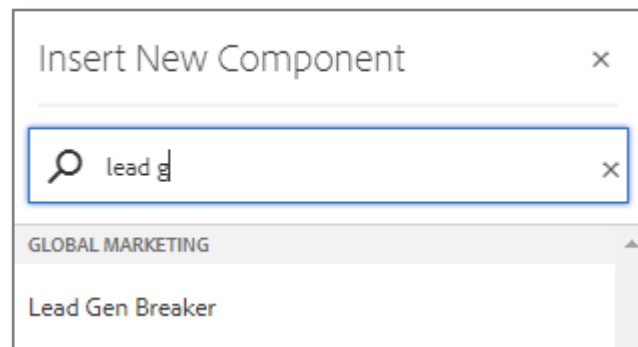 Insert New Component
lead g
GLOBAL MARKETING
Lead Gen Breaker